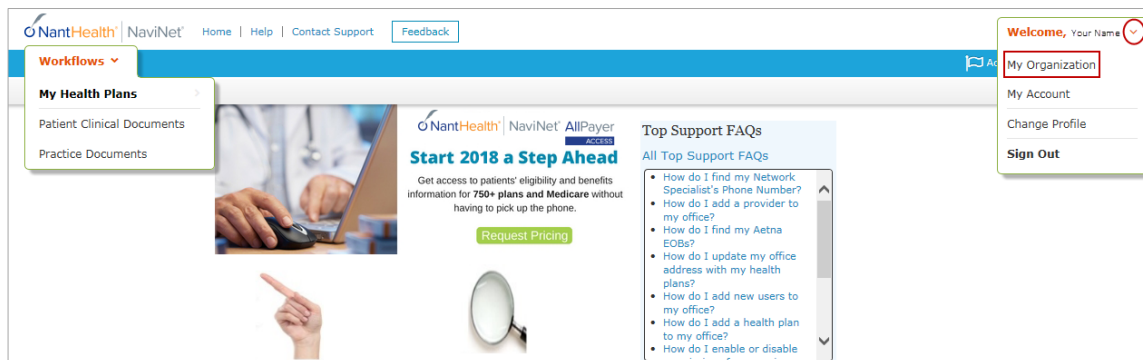 NantHealth® NaviNet®
Home | Help | Contact Support
Feedback
Welcome, Your Name
Workflows
My Organization
My Health Plans
My Account
Patient Clinical Documents
Change Profile
Practice Documents
Sign Out
NantHealth® NaviNet® AllPayer
ACCESS
Start 2018 a Step Ahead
Get access to patients' eligibility and benefits
information for 750+ plans and Medicare without
having to pick up the phone.
Request Pricing
Top Support FAQs
All Top Support FAQs
• How do I find my Network
Specialist's Phone Number?
• How do I add a provider to
my office?
• How do I find my Aetna
EOBs?
• How do I update my office
address with my health
plans?
• How do I add new users to
my office?
• How do I add a health plan
to my office?
• How do I enable or disable